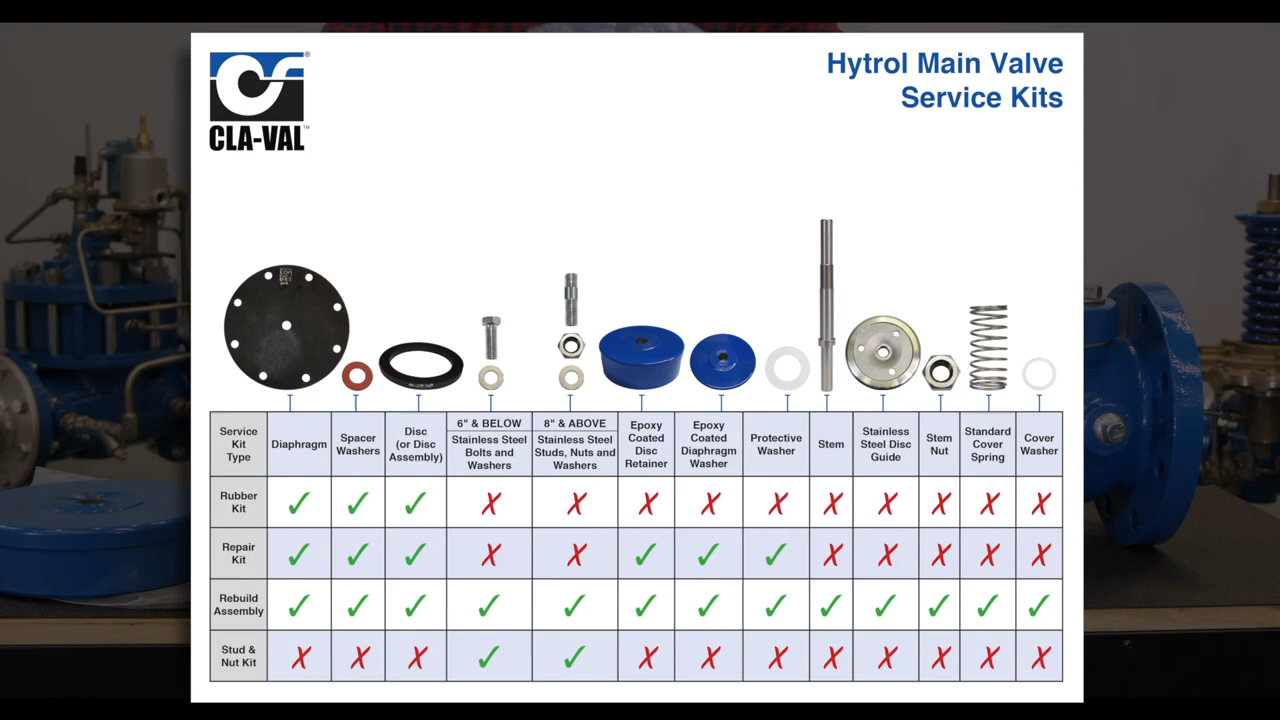 CLA-VAL
Hytrol Main Valve
Service Kits
Service
Kit
Type
Diaphragm
Spacer
Washers
Disc
(or Disc
Assembly)
6" & BELOW
Stainless Steel
Bolts and
Washers
8" & ABOVE
Stainless Steel
Studs, Nuts and
Washers
Epoxy
Coated
Disc
Retainer
Epoxy
Coated
Diaphragm
Washer
Protective
Washer
Stem
Stainless
Steel Disc
Guide
Stem
Nut
Standard
Cover
Spring
Cover
Washer
Rubber
Kit
✓ ✓ ✓ ✗ ✗ ✗ ✗ ✗ ✗ ✗ ✗ ✗ ✗
Repair
Kit
✓ ✓ ✓ ✗ ✗ ✓ ✓ ✓ ✗ ✗ ✗ ✗ ✗
Rebuild
Assembly
✓ ✓ ✓ ✓ ✓ ✓ ✓ ✓ ✓ ✓ ✓ ✓ ✓
Stud &
Nut Kit
✗ ✗ ✗ ✓ ✓ ✗ ✗ ✗ ✗ ✗ ✗ ✗ ✗